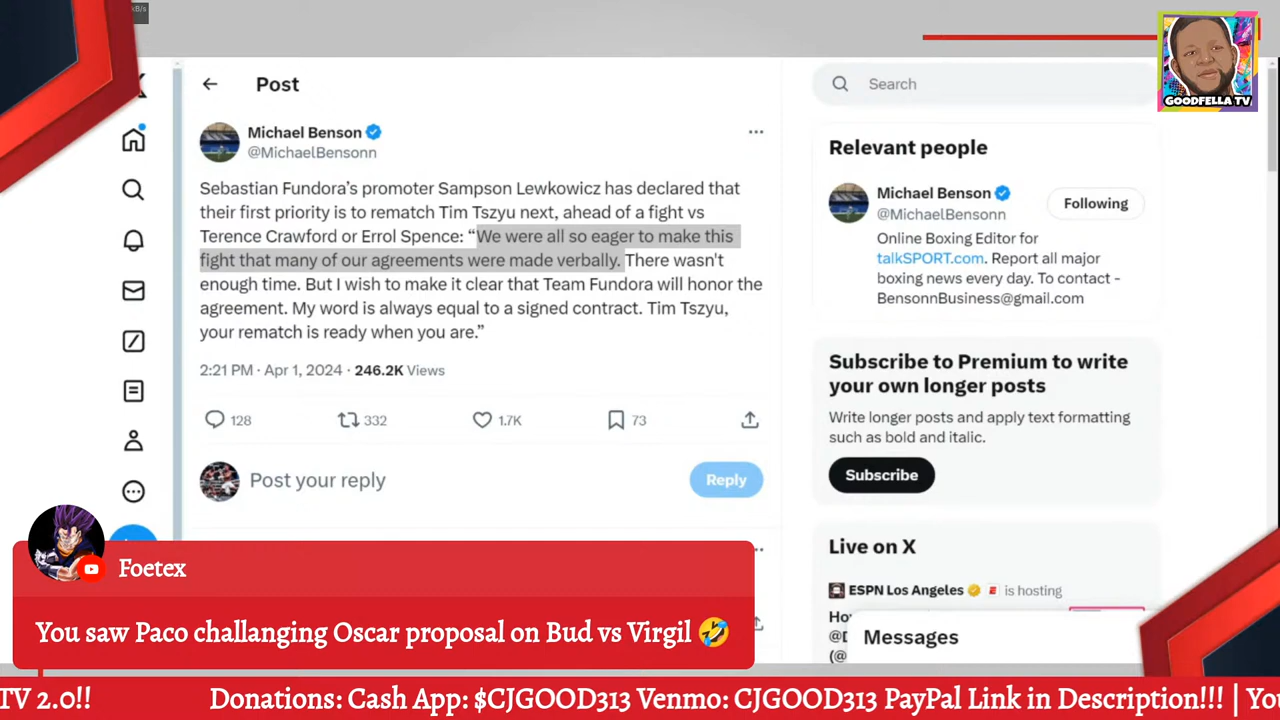 kB/s
GOODFELLA TV
Post
Search
Michael Benson
@MichaelBensonn
Sebastian Fundora's promoter Sampson Lewkowicz has declared that
their first priority is to rematch Tim Tszyu next, ahead of a fight vs
Terence Crawford or Errol Spence: “We were all so eager to make this
fight that many of our agreements were made verbally. There wasn't
enough time. But I wish to make it clear that Team Fundora will honor the
agreement. My word is always equal to a signed contract. Tim Tszyu,
your rematch is ready when you are.”
2:21 PM · Apr 1, 2024 · 246.2K Views
128
332
1.7K
73
Post your reply
Reply
Relevant people
Michael Benson
@MichaelBensonn
Following
Online Boxing Editor for
talkSPORT.com. Report all major
boxing news every day. To contact -
BensonnBusiness@gmail.com
Subscribe to Premium to write
your own longer posts
Write longer posts and apply text formatting
such as bold and italic.
Subscribe
Live on X
ESPN Los Angeles is hosting
Messages
Foetex
You saw Paco challanging Oscar proposal on Bud vs Virgil 🤣
TV 2.0!! Donations: Cash App: $CJGOOD313 Venmo: CJGOOD313 PayPal Link in Description!!! | Yo